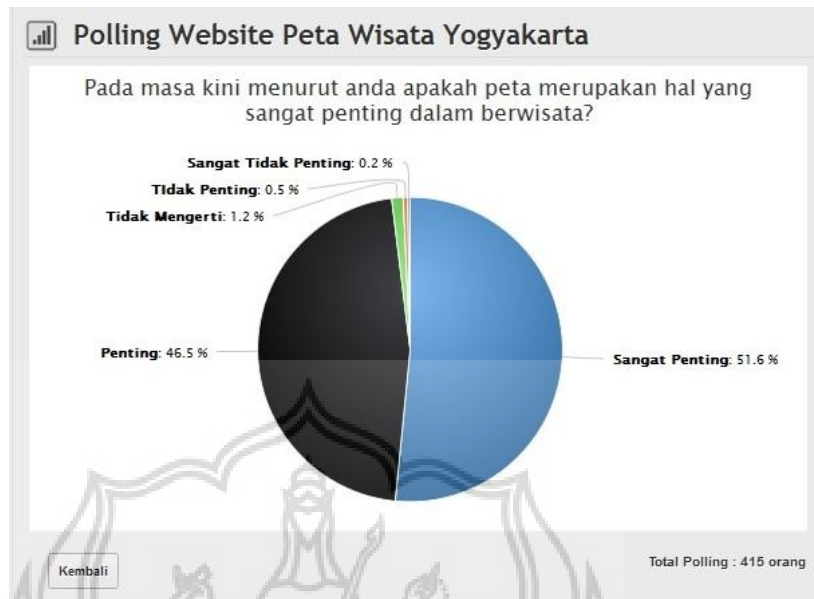 Polling Website Peta Wisata Yogyakarta
Pada masa kini menurut anda apakah peta merupakan hal yang
sangat penting dalam berwisata?
Sangat Tidak Penting: 0.2 %
TIdak Penting: 0.5 %
Tidak Mengerti: 1.2 %
Penting: 46.5 %
Sangat Penting: 51.6 %
Kembali
Total Polling : 415 orang